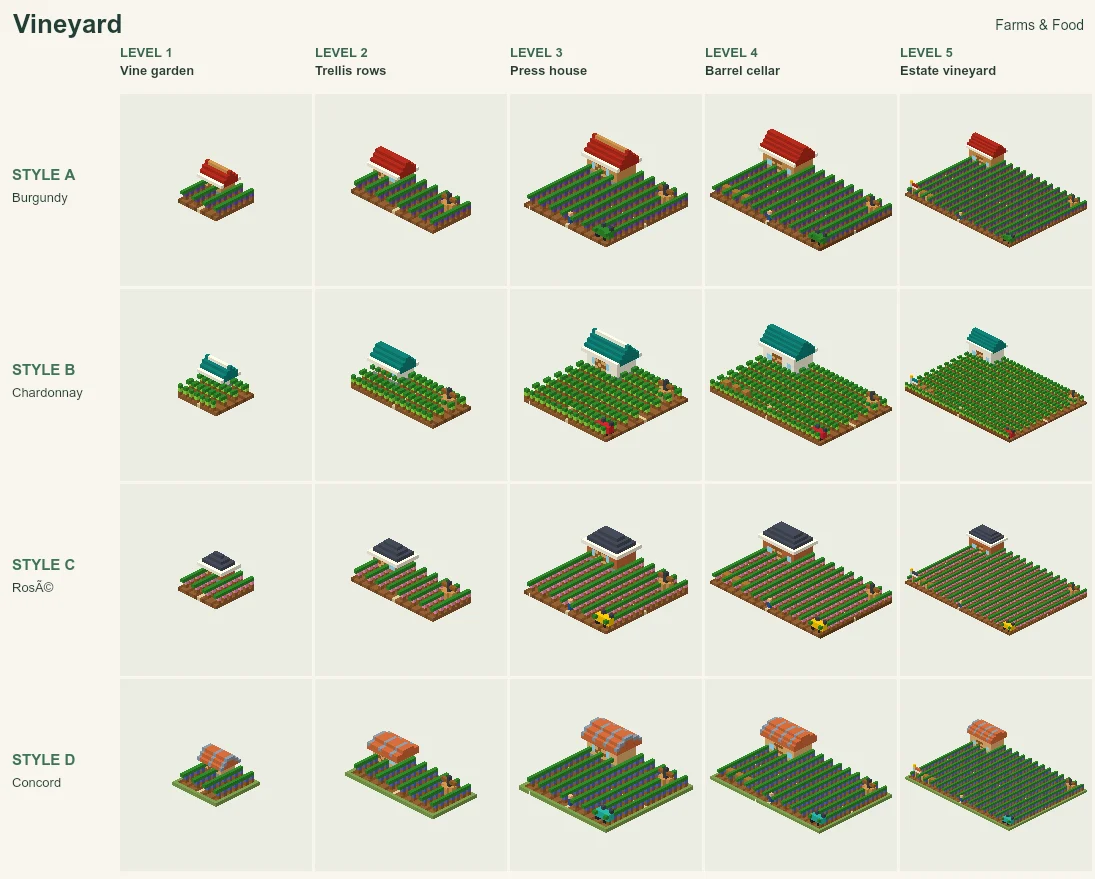 Vineyard
Farms & Food
LEVEL 1
Vine garden
LEVEL 2
Trellis rows
LEVEL 3
Press house
LEVEL 4
Barrel cellar
LEVEL 5
Estate vineyard
STYLE A
Burgundy
STYLE B
Chardonnay
STYLE C
RosÃ©
STYLE D
Concord